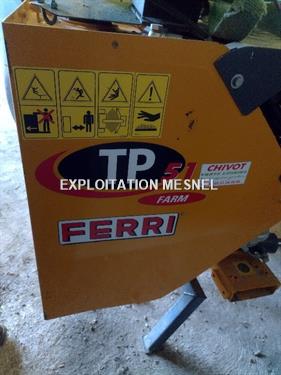 TP 51
FARM
CHIVOT
EXPLOITATION MESNEL
FERRI